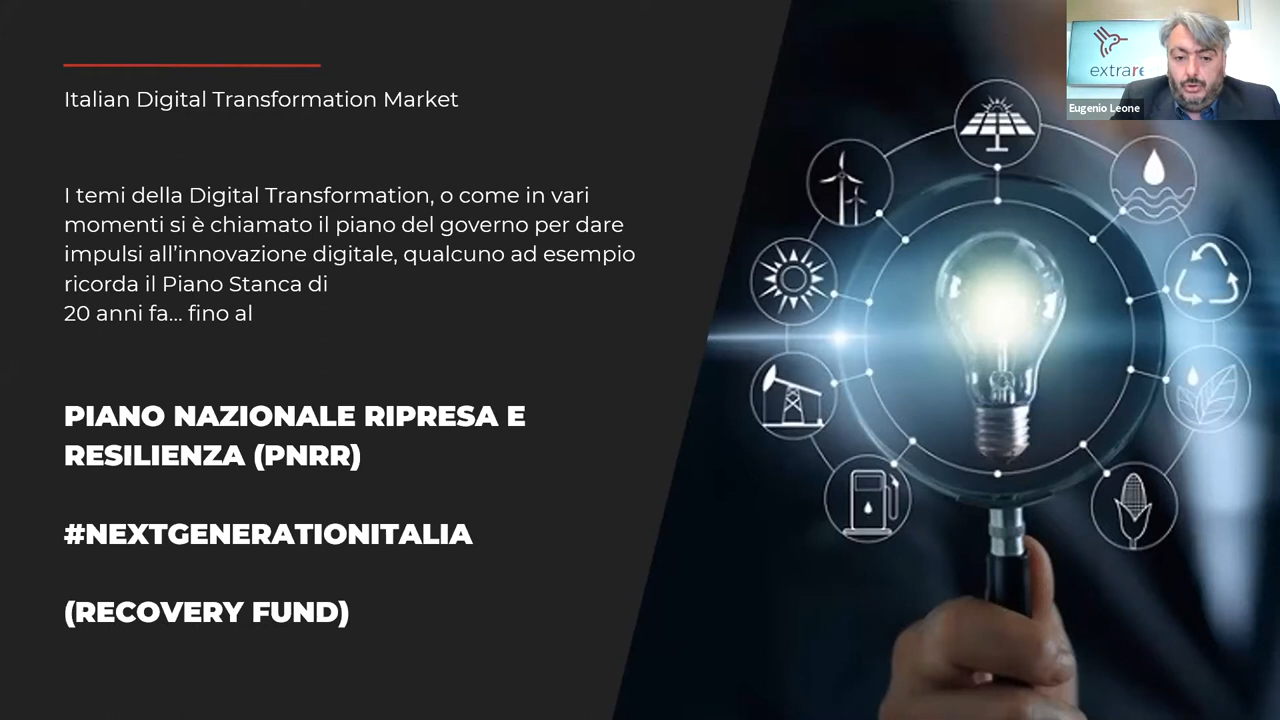 Italian Digital Transformation Market
I temi della Digital Transformation, o come in vari
momenti si è chiamato il piano del governo per dare
impulsi all’innovazione digitale, qualcuno ad esempio
ricorda il Piano Stanca di
20 anni fa... fino al
PIANO NAZIONALE RIPRESA E
RESILIENZA (PNRR)
#NEXTGENERATIONITALIA
(RECOVERY FUND)
extrare
Eugenio Leone